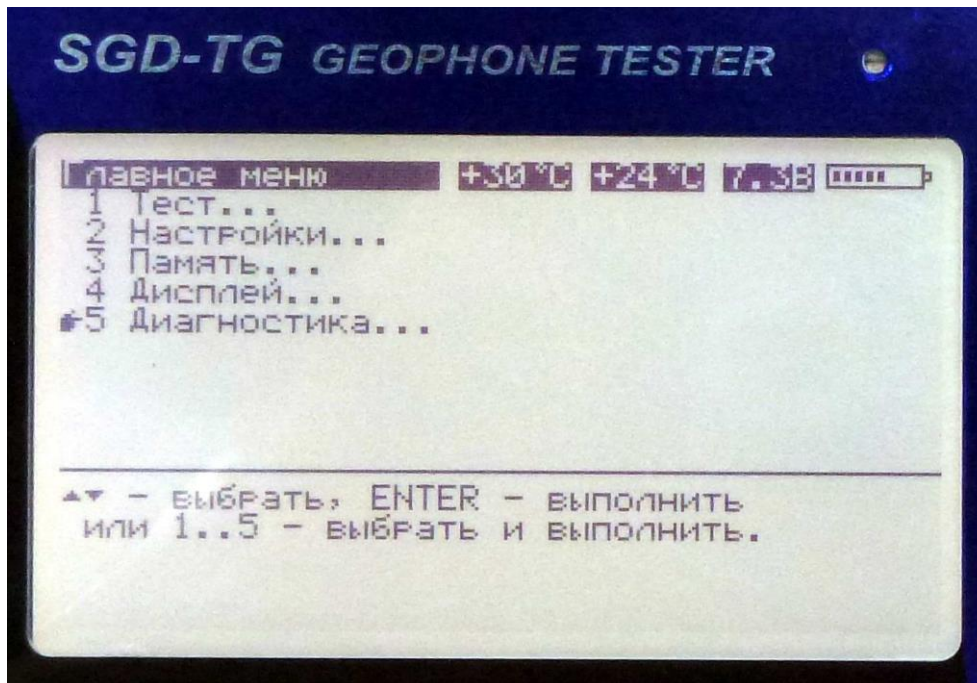 SGD-TG GEOPHONE TESTER
Главное меню +30°C +24°C 7.3В
1 Тест...
2 Настройки...
3 Память...
4 Дисплей...
5 Диагностика...
▲▼ - выбрать, ENTER - выполнить
или 1..5 - выбрать и выполнить.